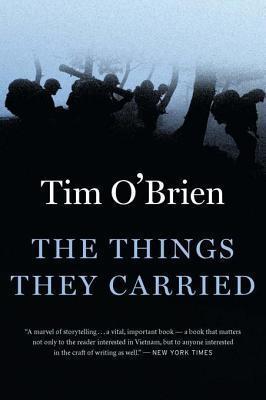 Tim O’Brien
THE THINGS
THEY CARRIED
“A marvel of storytelling . . . a vital, important book — a book that matters
not only to the reader interested in Vietnam, but to anyone interested
in the craft of writing as well.” — NEW YORK TIMES